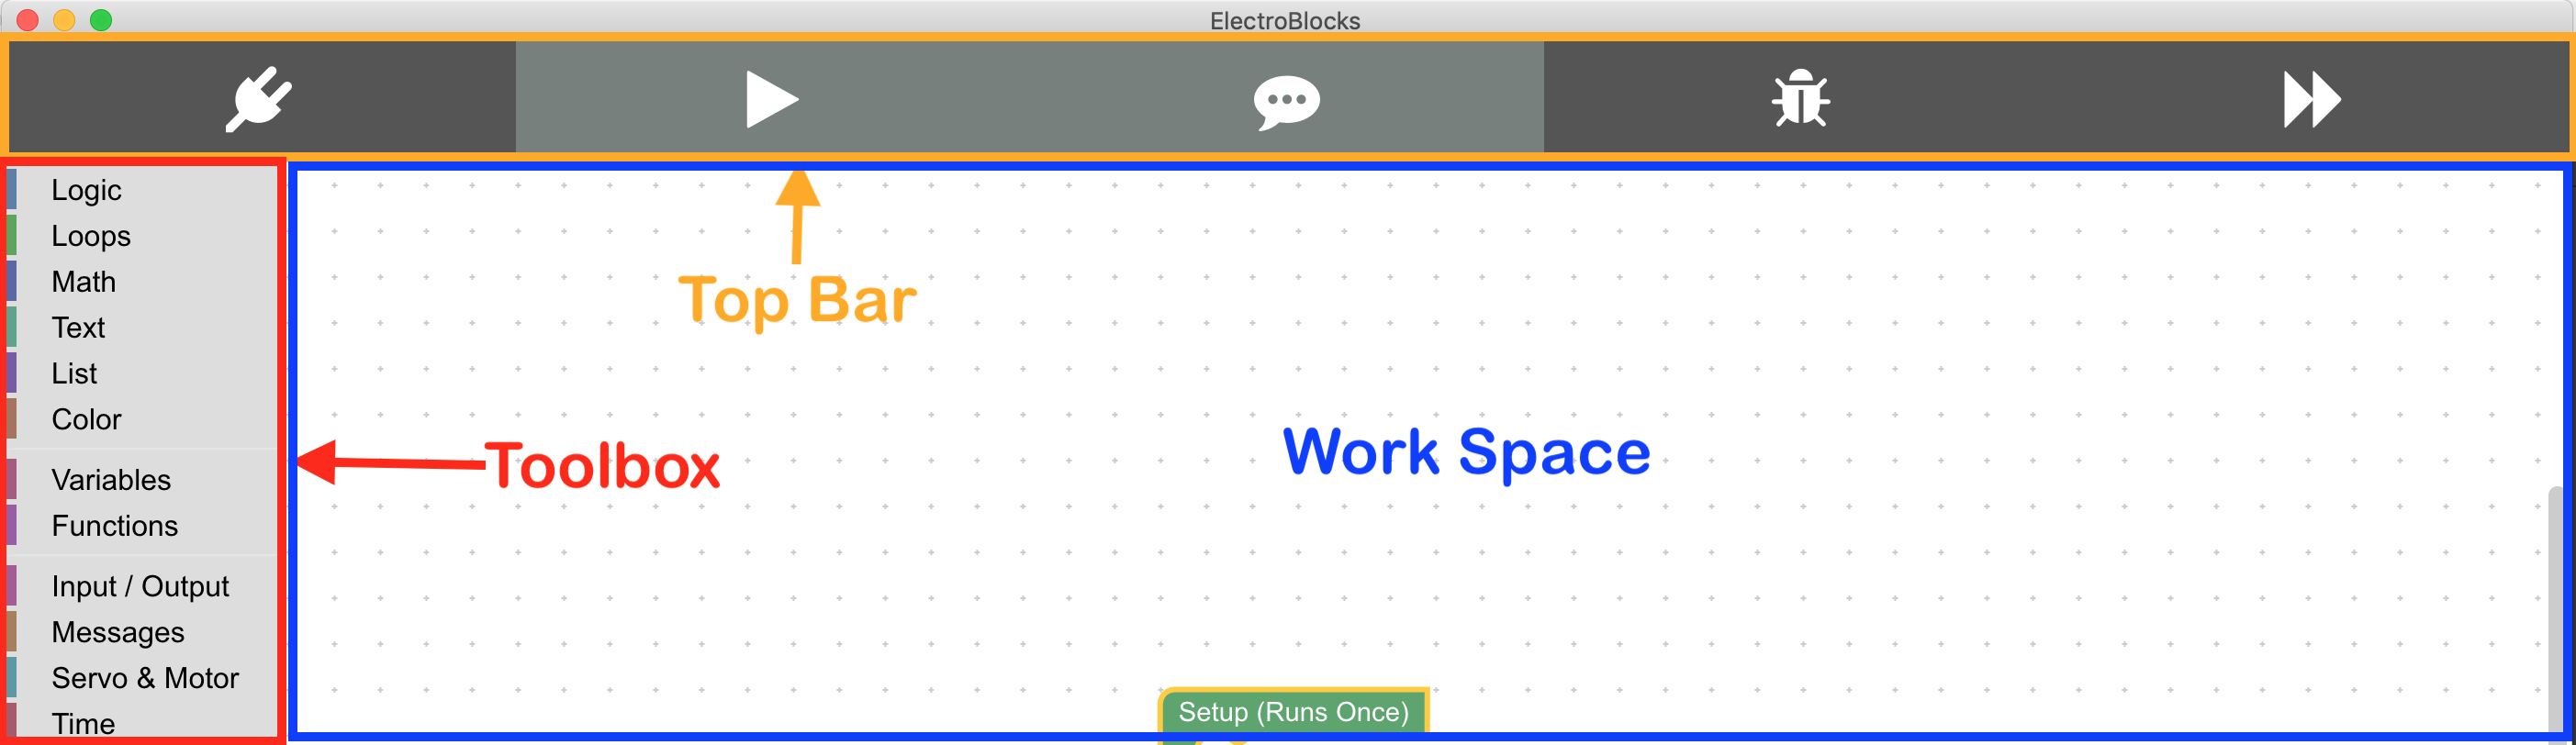 ElectroBlocks
Logic
Loops
Math
Text
List
Color
Variables
Functions
Input / Output
Messages
Servo & Motor
Time
Top Bar
Toolbox
Work Space
Setup (Runs Once)